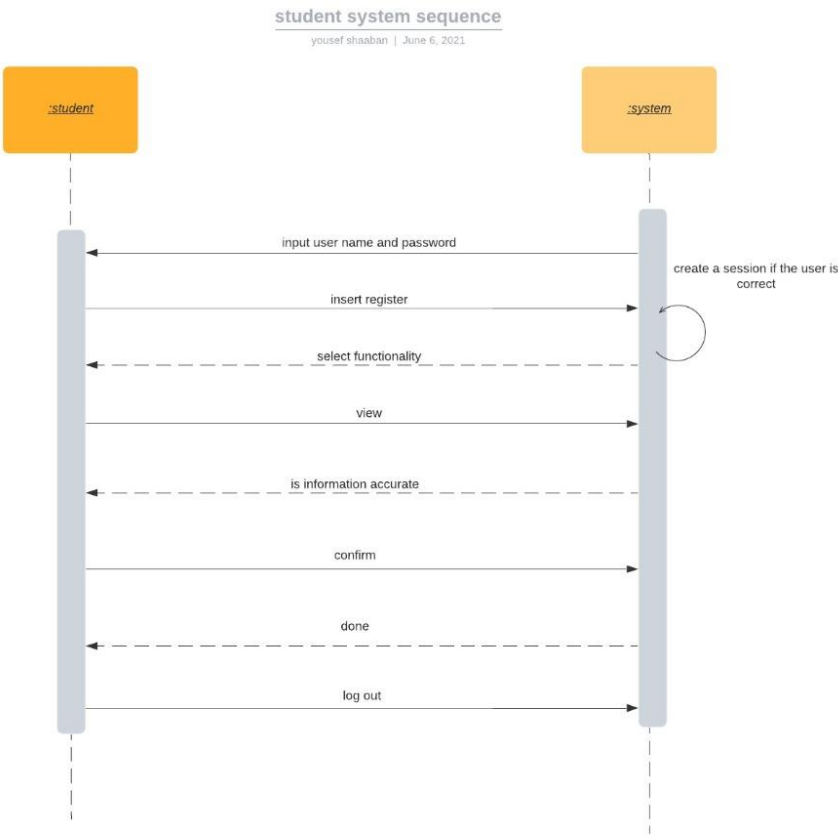 student system sequence
yousef shaaban | June 6, 2021
:student
:system
input user name and password
create a session if the user is
correct
insert register
select functionality
view
is information accurate
confirm
done
log out